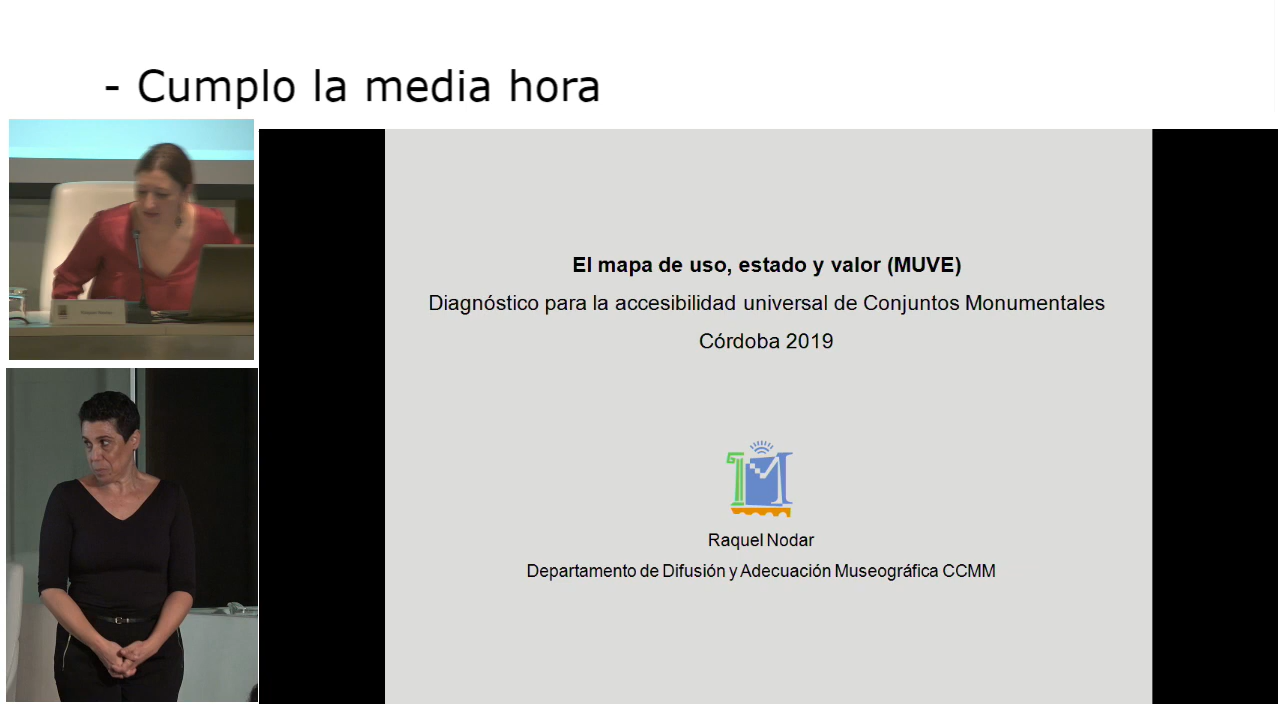 - Cumplo la media hora
El mapa de uso, estado y valor (MUVE)
Diagnóstico para la accesibilidad universal de Conjuntos Monumentales
Córdoba 2019
Raquel Nodar
Departamento de Difusión y Adecuación Museográfica CCMM